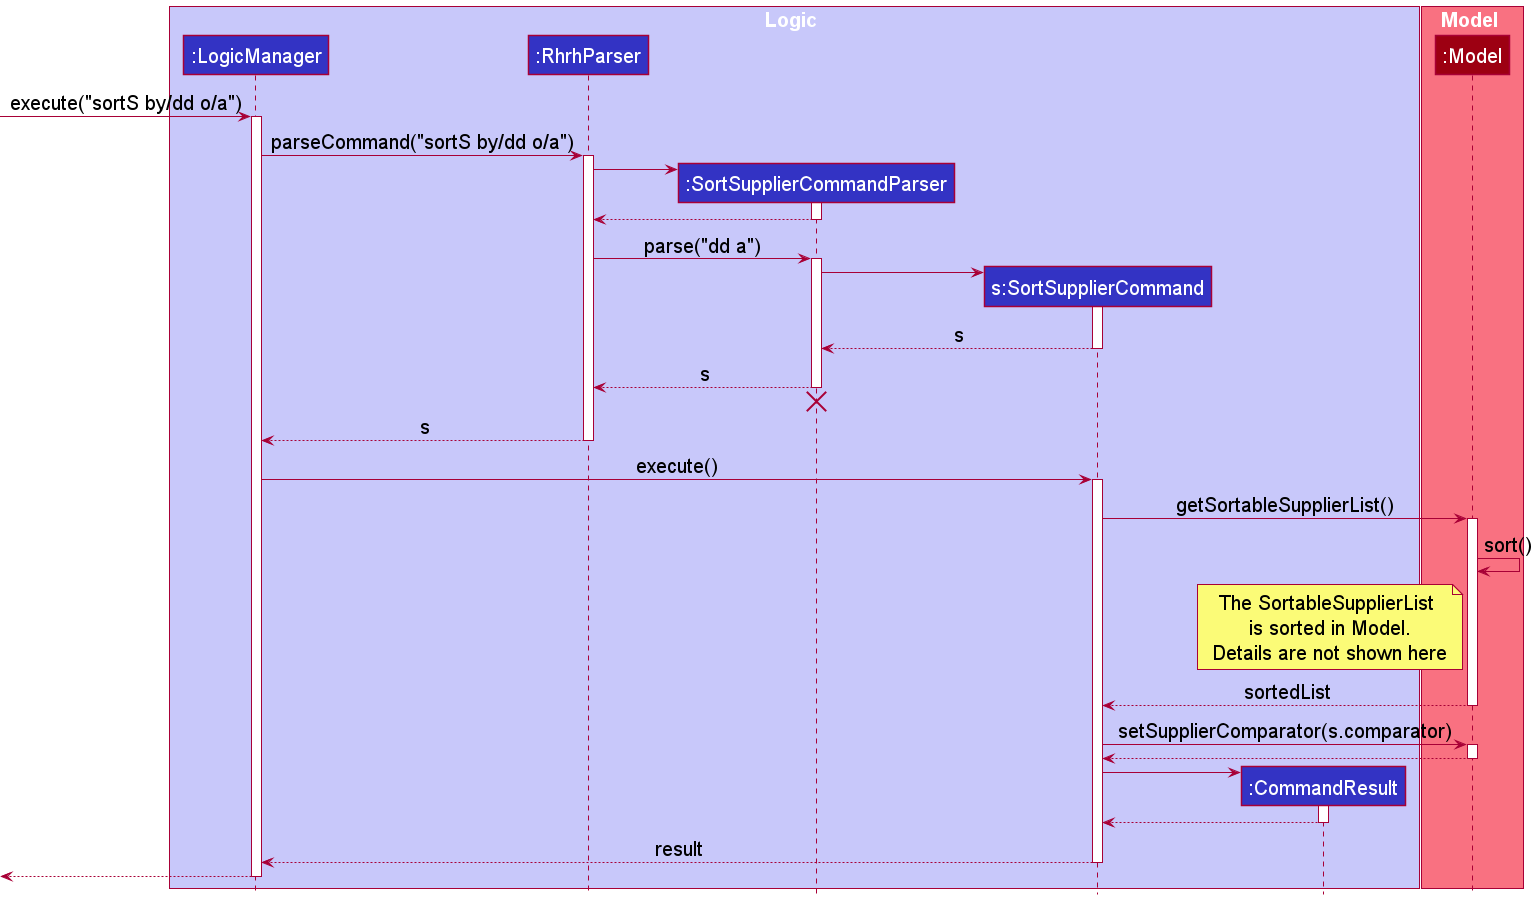 Logic
Model
:LogicManager
:RhrhParser
:Model
execute("sortS by/dd o/a")
parseCommand("sortS by/dd o/a")
:SortSupplierCommandParser
parse("dd a")
s:SortSupplierCommand
s
s
s
execute()
getSortableSupplierList()
sort()
The SortableSupplierList
is sorted in Model.
Details are not shown here
sortedList
setSupplierComparator(s.comparator)
:CommandResult
result